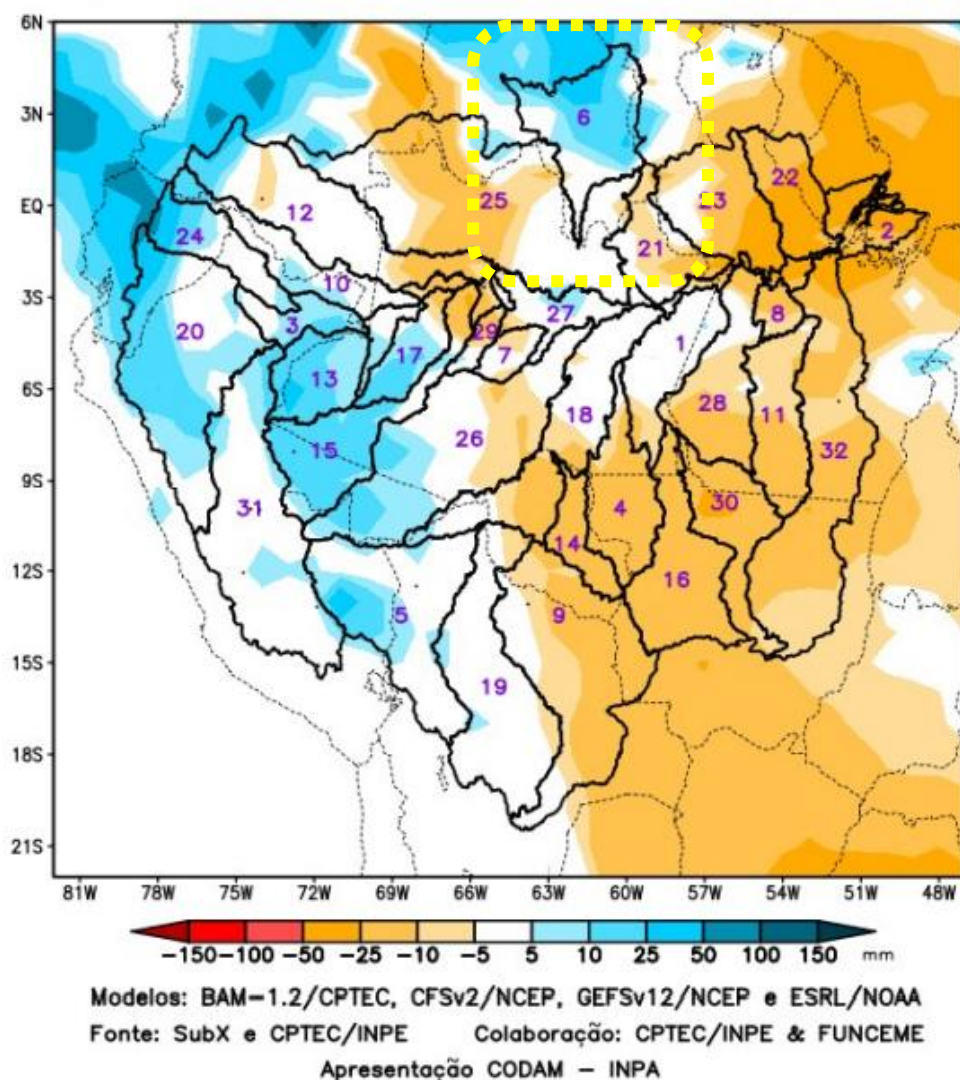 6N
3N
EQ
3S
6S
9S
12S
15S
18S
21S
6
25
12
23
22
2
24
21
10
27
3
20
29
8
17
7
1
13
28
11
18
26
15
32
31
4
30
14
16
5
9
19
81W 78W 75W 72W 69W 66W 63W 60W 57W 54W 51W 48W
−150 −100 −50 −25 −10 −5 5 10 25 50 100 150 mm
Modelos: BAM−1.2/CPTEC, CFSv2/NCEP, GEFSv12/NCEP e ESRL/NOAA
Fonte: SubX e CPTEC/INPE Colaboração: CPTEC/INPE & FUNCEME
Apresentação CODAM − INPA